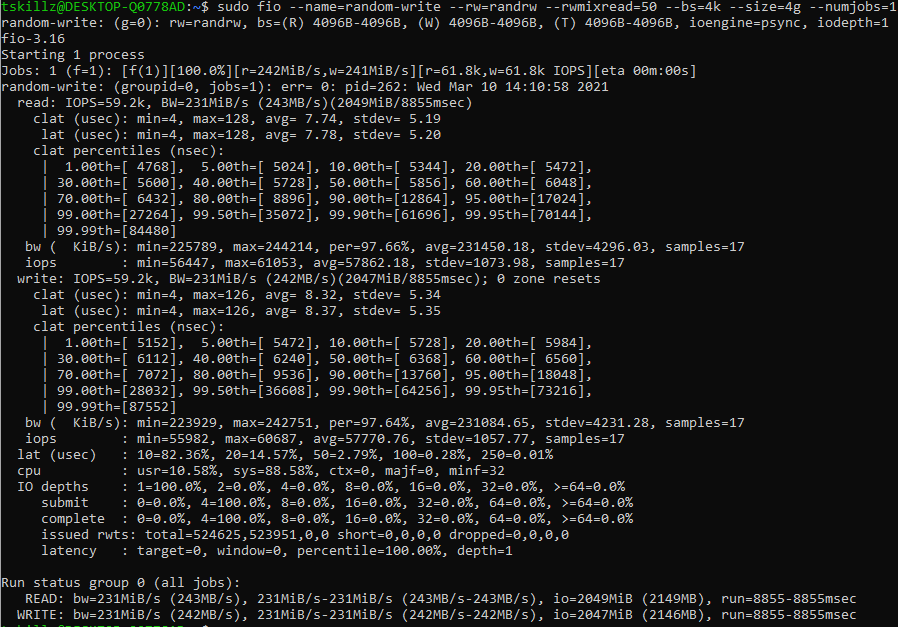 tskillz@DESKTOP-Q0778AD:~$ sudo fio --name=random-write --rw=randrw --rwmixread=50 --bs=4k --size=4g --numjobs=1
random-write: (g=0): rw=randrw, bs=(R) 4096B-4096B, (W) 4096B-4096B, (T) 4096B-4096B, ioengine=psync, iodepth=1
fio-3.16
Starting 1 process
Jobs: 1 (f=1): [f(1)][100.0%][r=242MiB/s,w=241MiB/s][r=61.8k,w=61.8k IOPS][eta 00m:00s]
random-write: (groupid=0, jobs=1): err= 0: pid=262: Wed Mar 10 14:10:58 2021
  read: IOPS=59.2k, BW=231MiB/s (243MB/s)(2049MiB/8855msec)
    clat (usec): min=4, max=128, avg= 7.74, stdev= 5.19
     lat (usec): min=4, max=128, avg= 7.78, stdev= 5.20
    clat percentiles (nsec):
     |  1.00th=[ 4768],  5.00th=[ 5024], 10.00th=[ 5344], 20.00th=[ 5472],
     | 30.00th=[ 5600], 40.00th=[ 5728], 50.00th=[ 5856], 60.00th=[ 6048],
     | 70.00th=[ 6432], 80.00th=[ 8896], 90.00th=[12864], 95.00th=[17024],
     | 99.00th=[27264], 99.50th=[35072], 99.90th=[61696], 99.95th=[70144],
     | 99.99th=[84480]
   bw (  KiB/s): min=225789, max=244214, per=97.66%, avg=231450.18, stdev=4296.03, samples=17
   iops        : min=56447, max=61053, avg=57862.18, stdev=1073.98, samples=17
  write: IOPS=59.2k, BW=231MiB/s (242MB/s)(2047MiB/8855msec); 0 zone resets
    clat (usec): min=4, max=126, avg= 8.32, stdev= 5.34
     lat (usec): min=4, max=126, avg= 8.37, stdev= 5.35
    clat percentiles (nsec):
     |  1.00th=[ 5152],  5.00th=[ 5472], 10.00th=[ 5728], 20.00th=[ 5984],
     | 30.00th=[ 6112], 40.00th=[ 6240], 50.00th=[ 6368], 60.00th=[ 6560],
     | 70.00th=[ 7072], 80.00th=[ 9536], 90.00th=[13760], 95.00th=[18048],
     | 99.00th=[28032], 99.50th=[36608], 99.90th=[64256], 99.95th=[73216],
     | 99.99th=[87552]
   bw (  KiB/s): min=223929, max=242751, per=97.64%, avg=231084.65, stdev=4231.28, samples=17
   iops        : min=55982, max=60687, avg=57770.76, stdev=1057.77, samples=17
  lat (usec)   : 10=82.36%, 20=14.57%, 50=2.79%, 100=0.28%, 250=0.01%
  cpu          : usr=10.58%, sys=88.58%, ctx=0, majf=0, minf=32
  IO depths    : 1=100.0%, 2=0.0%, 4=0.0%, 8=0.0%, 16=0.0%, 32=0.0%, >=64=0.0%
     submit    : 0=0.0%, 4=100.0%, 8=0.0%, 16=0.0%, 32=0.0%, 64=0.0%, >=64=0.0%
     complete  : 0=0.0%, 4=100.0%, 8=0.0%, 16=0.0%, 32=0.0%, 64=0.0%, >=64=0.0%
     issued rwts: total=524625,523951,0,0 short=0,0,0,0 dropped=0,0,0,0
     latency   : target=0, window=0, percentile=100.00%, depth=1
Run status group 0 (all jobs):
   READ: bw=231MiB/s (243MB/s), 231MiB/s-231MiB/s (243MB/s-243MB/s), io=2049MiB (2149MB), run=8855-8855msec
  WRITE: bw=231MiB/s (242MB/s), 231MiB/s-231MiB/s (242MB/s-242MB/s), io=2047MiB (2146MB), run=8855-8855msec